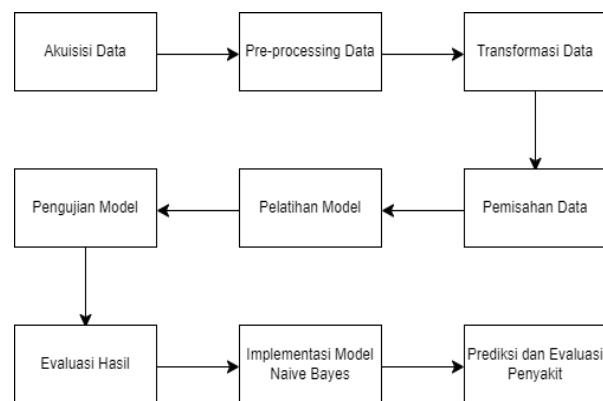 Akuisisi Data
Pre-processing Data
Transformasi Data
Pemisahan Data
Pelatihan Model
Pengujian Model
Evaluasi Hasil
Implementasi Model
Naive Bayes
Prediksi dan Evaluasi
Penyakit